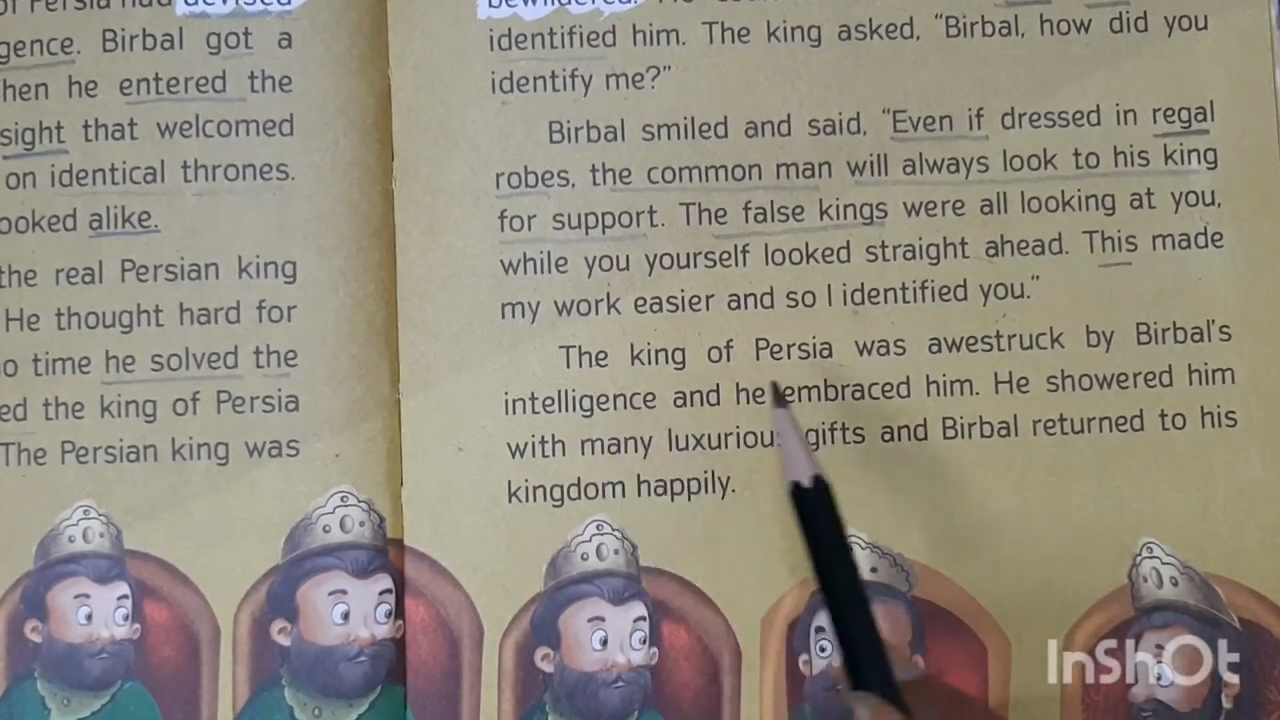 gence. Birbal got a
hen he entered the
sight that welcomed
on identical thrones.
ooked alike.
the real Persian king
He thought hard for
o time he solved the
ed the king of Persia
The Persian king was
identified him. The king asked, “Birbal, how did you
identify me?”
Birbal smiled and said, “Even if dressed in regal
robes, the common man will always look to his king
for support. The false kings were all looking at you,
while you yourself looked straight ahead. This made
my work easier and so I identified you.”
The king of Persia was awestruck by Birbal's
intelligence and he embraced him. He showered him
with many luxurious gifts and Birbal returned to his
kingdom happily.
InShOt